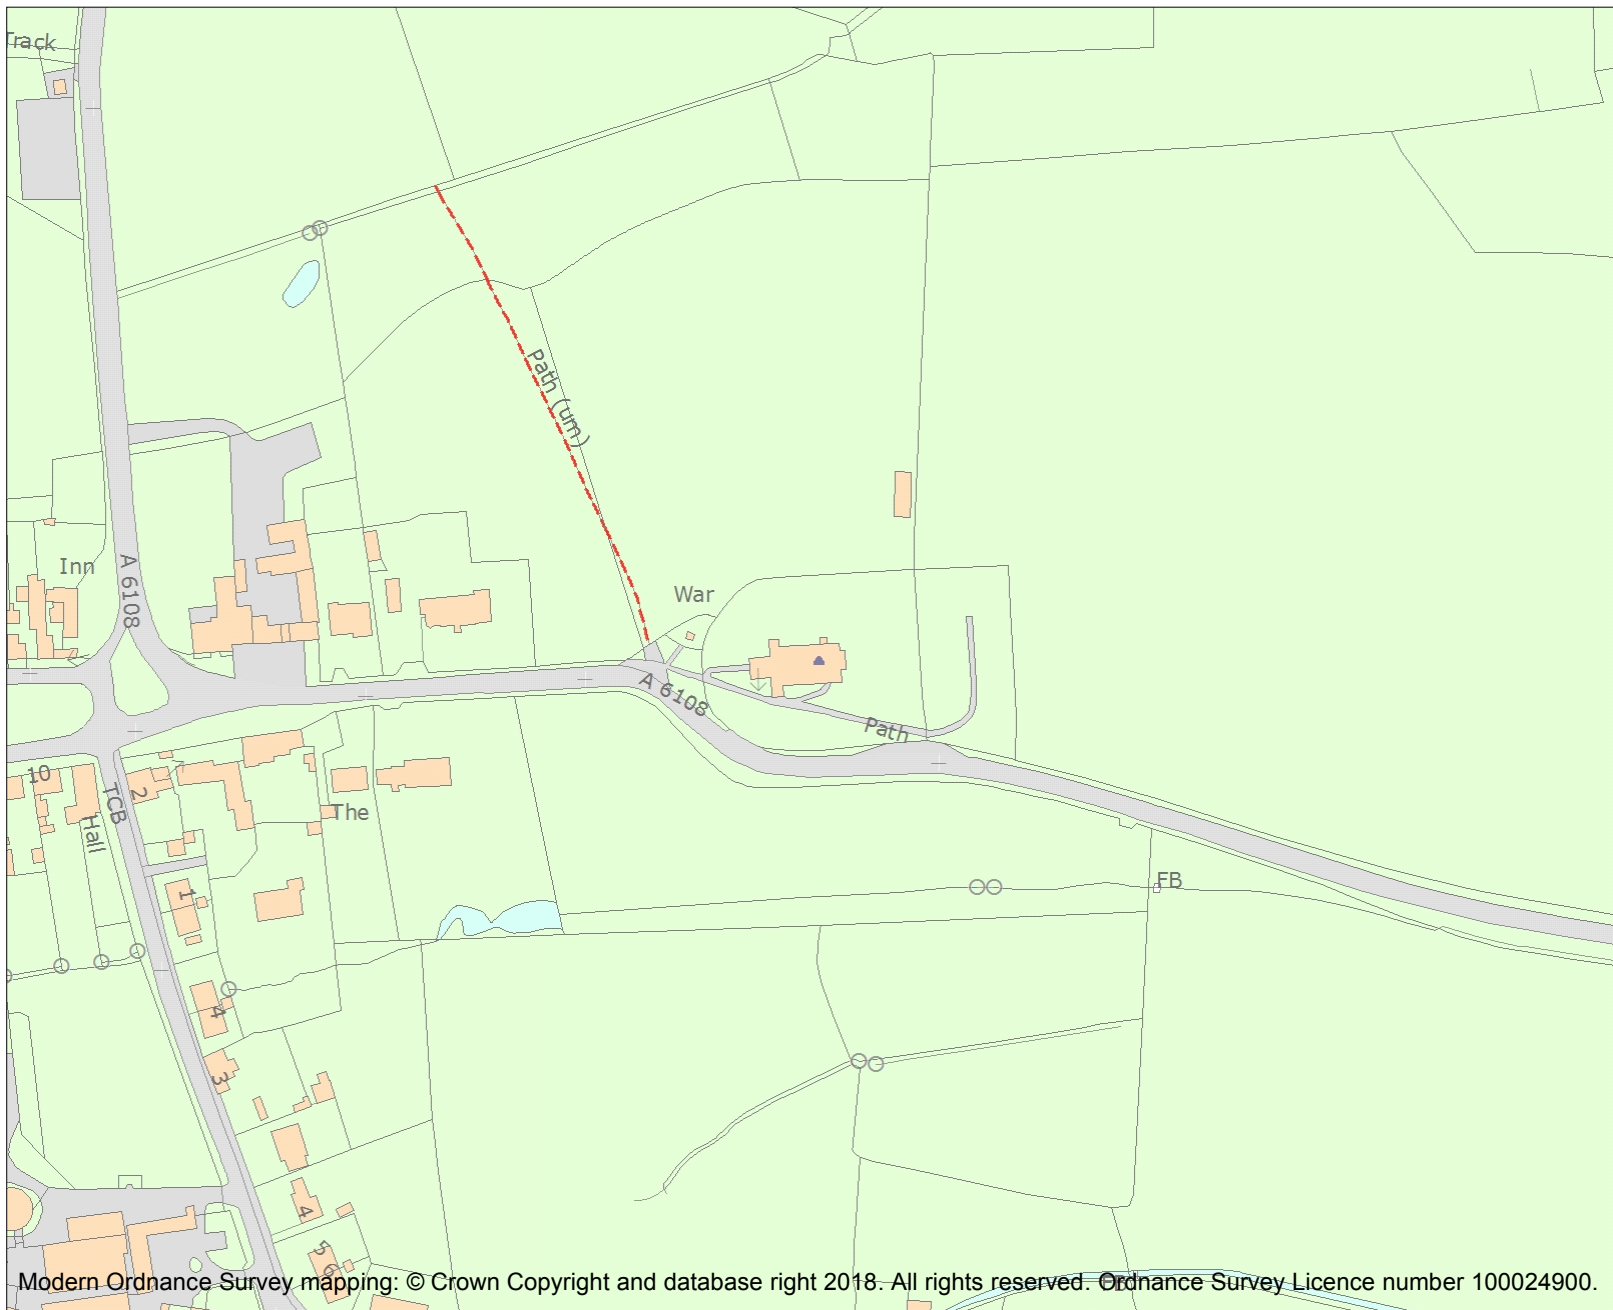 Track
Path (um)
Inn
A 6108
War
A 6108
Path
10
TCB
2
Hall
The
1
FB
4
3
4
5
6
Modern Ordnance Survey mapping: © Crown Copyright and database right 2018. All rights reserved. Ordnance Survey Licence number 100024900.